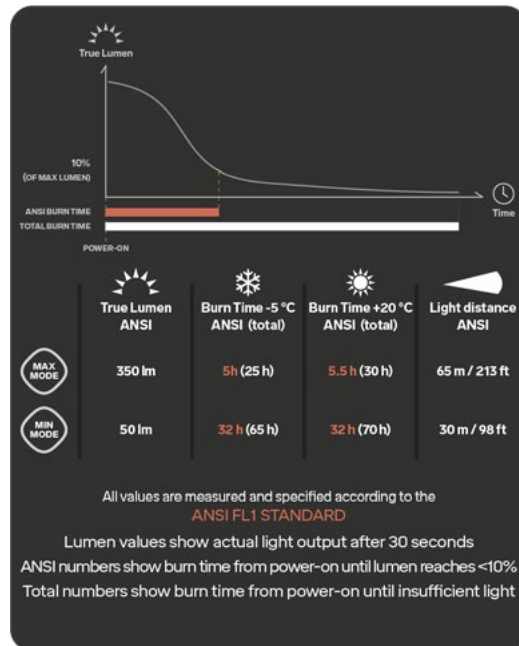 True Lumen
10%
(OF MAX LUMEN)
ANSI BURN TIME
TOTAL BURN TIME
Time
POWER-ON
True Lumen
ANSI
Burn Time -5 °C
ANSI (total)
Burn Time +20 °C
ANSI (total)
Light distance
ANSI
MAX
MODE
350 lm
5h (25 h)
5.5 h (30 h)
65 m / 213 ft
MIN
MODE
50 lm
32 h (65 h)
32 h (70 h)
30 m / 98 ft
All values are measured and specified according to the
ANSI FL1 STANDARD
Lumen values show actual light output after 30 seconds
ANSI numbers show burn time from power-on until lumen reaches <10%
Total numbers show burn time from power-on until insufficient light